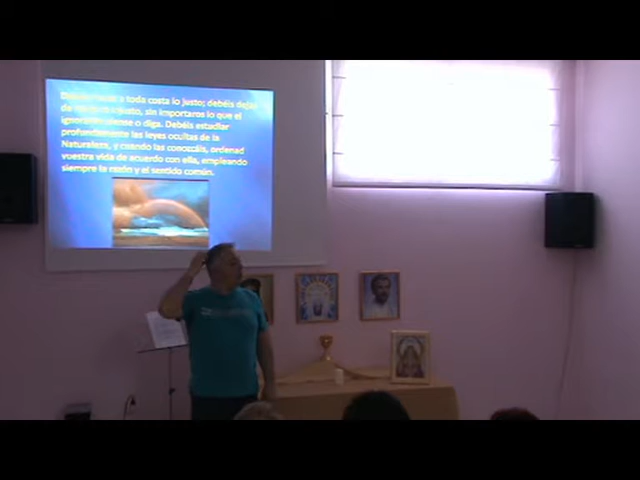 a toda costa lo justo; debéis dejar
de sin importaros lo que el
piense o diga. Debéis estudiar
profundamente las leyes ocultas de la
Naturaleza, y cuando las conozcáis, ordenad
vuestra vida de acuerdo con ella, empleando
siempre la razón y el sentido común.